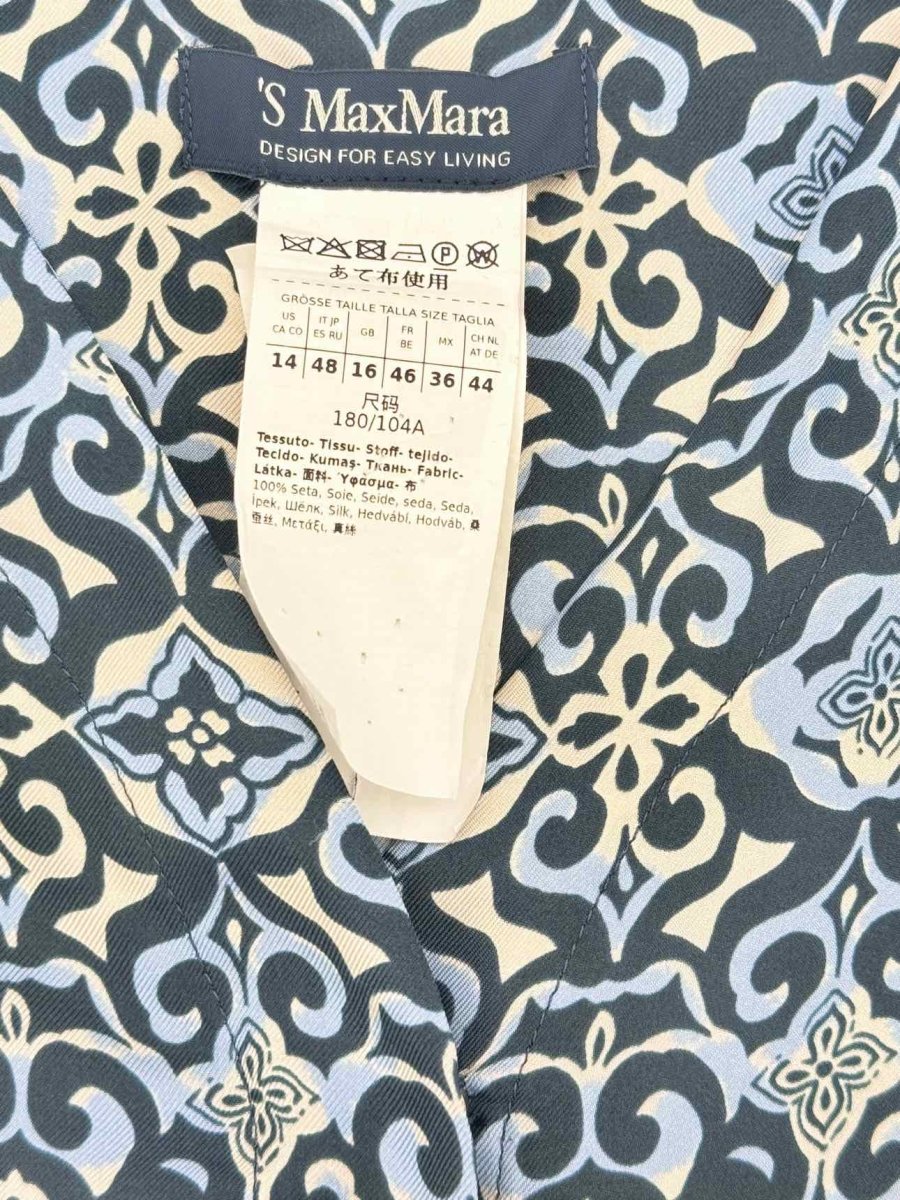 'S MaxMara
DESIGN FOR EASY LIVING
P W
あて布使用
GRÖSSE TAILLE TALLA SIZE TAGLIA
US CA CO | IT JP ES RU | GB | FR BE | MX | CH NL AT DE
14 | 48 | 16 | 46 | 36 | 44
尺码
180/104A
Tessuto- Tissu- Stoff- tejido-
Tecido- Kumaş- Ткань- Fabric-
Látka- 面料- Ύφασμα- 布
100% Seta, Soie, Seide, seda, Seda,
İpek, Шёлк, Silk, Hedvábí, Hodváb, 桑
蚕丝, Μετάξι, 真絲